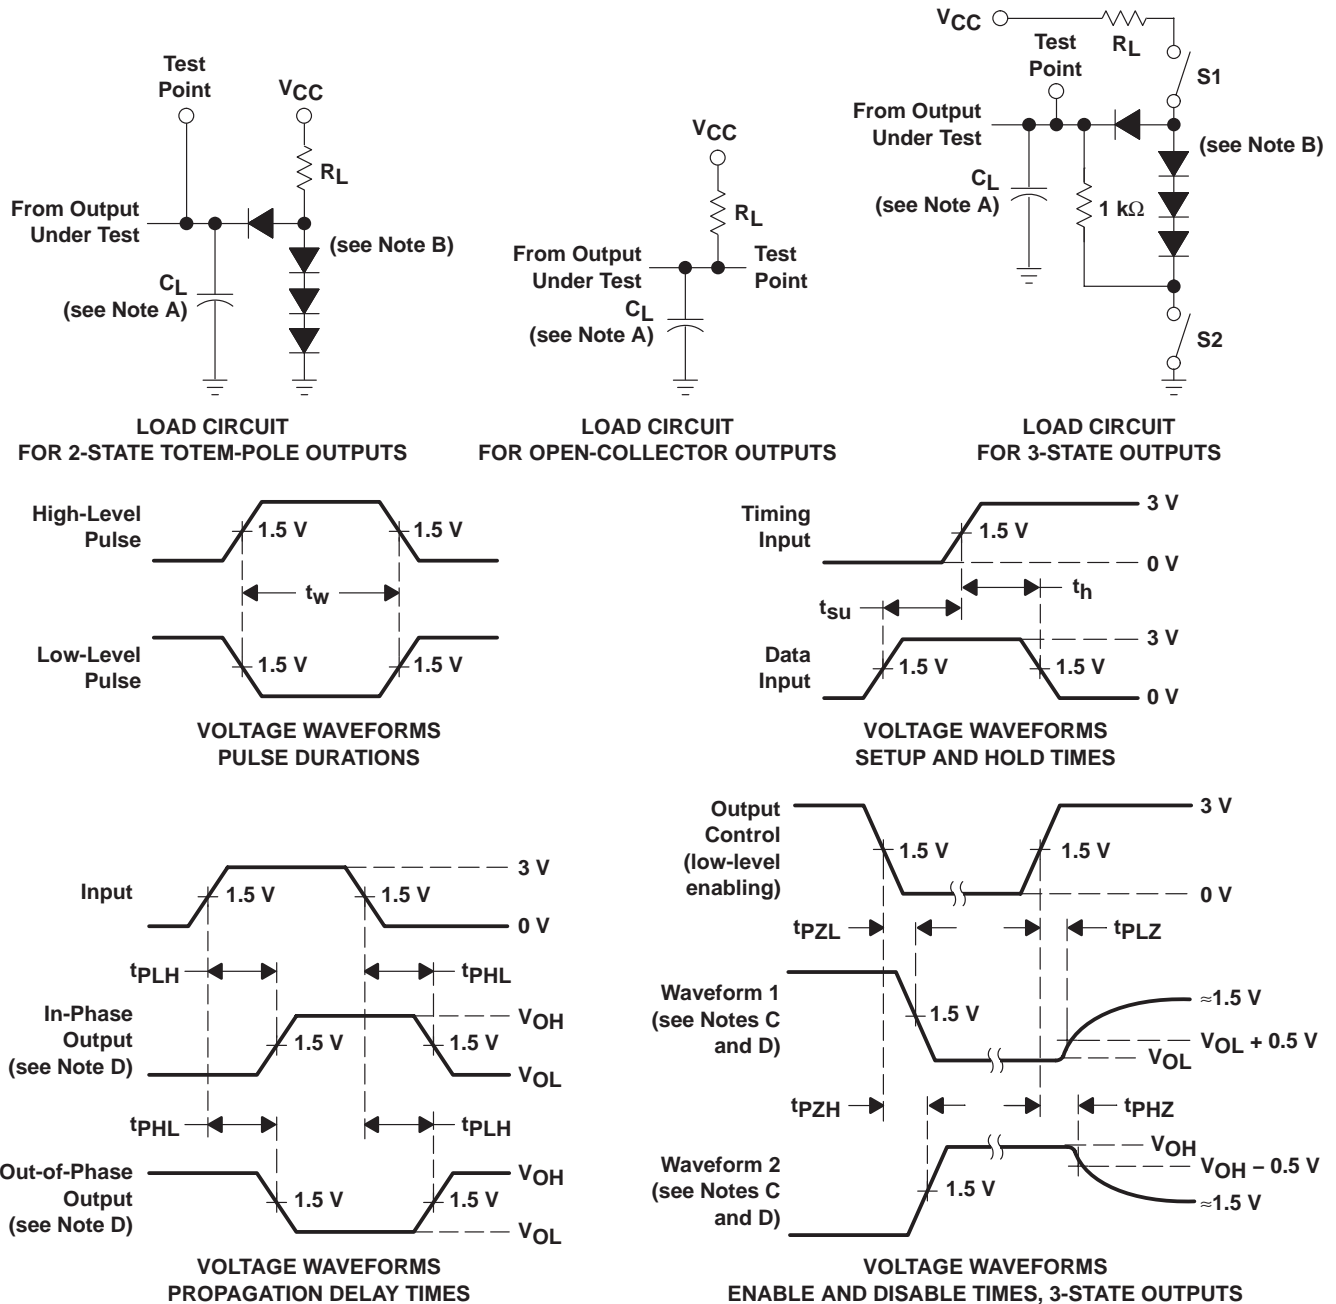 Test
Point
VCC
RL
From Output
Under Test
(see Note B)
CL
(see Note A)
LOAD CIRCUIT
FOR 2-STATE TOTEM-POLE OUTPUTS
VCC
RL
From Output
Under Test
Test
Point
CL
(see Note A)
LOAD CIRCUIT
FOR OPEN-COLLECTOR OUTPUTS
VCC
RL
Test
Point
S1
From Output
Under Test
(see Note B)
CL
(see Note A)
1 kΩ
S2
LOAD CIRCUIT
FOR 3-STATE OUTPUTS
High-Level
Pulse
1.5 V
1.5 V
tw
Low-Level
Pulse
1.5 V
1.5 V
VOLTAGE WAVEFORMS
PULSE DURATIONS
Timing
Input
1.5 V
3 V
0 V
th
tsu
Data
Input
1.5 V
1.5 V
3 V
0 V
VOLTAGE WAVEFORMS
SETUP AND HOLD TIMES
Input
1.5 V
1.5 V
3 V
0 V
tPLH
tPHL
In-Phase
Output
(see Note D)
1.5 V
1.5 V
VOH
VOL
tPHL
tPLH
Out-of-Phase
Output
(see Note D)
1.5 V
1.5 V
VOH
VOL
VOLTAGE WAVEFORMS
PROPAGATION DELAY TIMES
Output
Control
(low-level
enabling)
1.5 V
1.5 V
3 V
0 V
tPZL
tPLZ
Waveform 1
(see Notes C
and D)
1.5 V
≈1.5 V
VOL + 0.5 V
VOL
tPZH
tPHZ
Waveform 2
(see Notes C
and D)
1.5 V
VOH
VOH – 0.5 V
≈1.5 V
VOLTAGE WAVEFORMS
ENABLE AND DISABLE TIMES, 3-STATE OUTPUTS